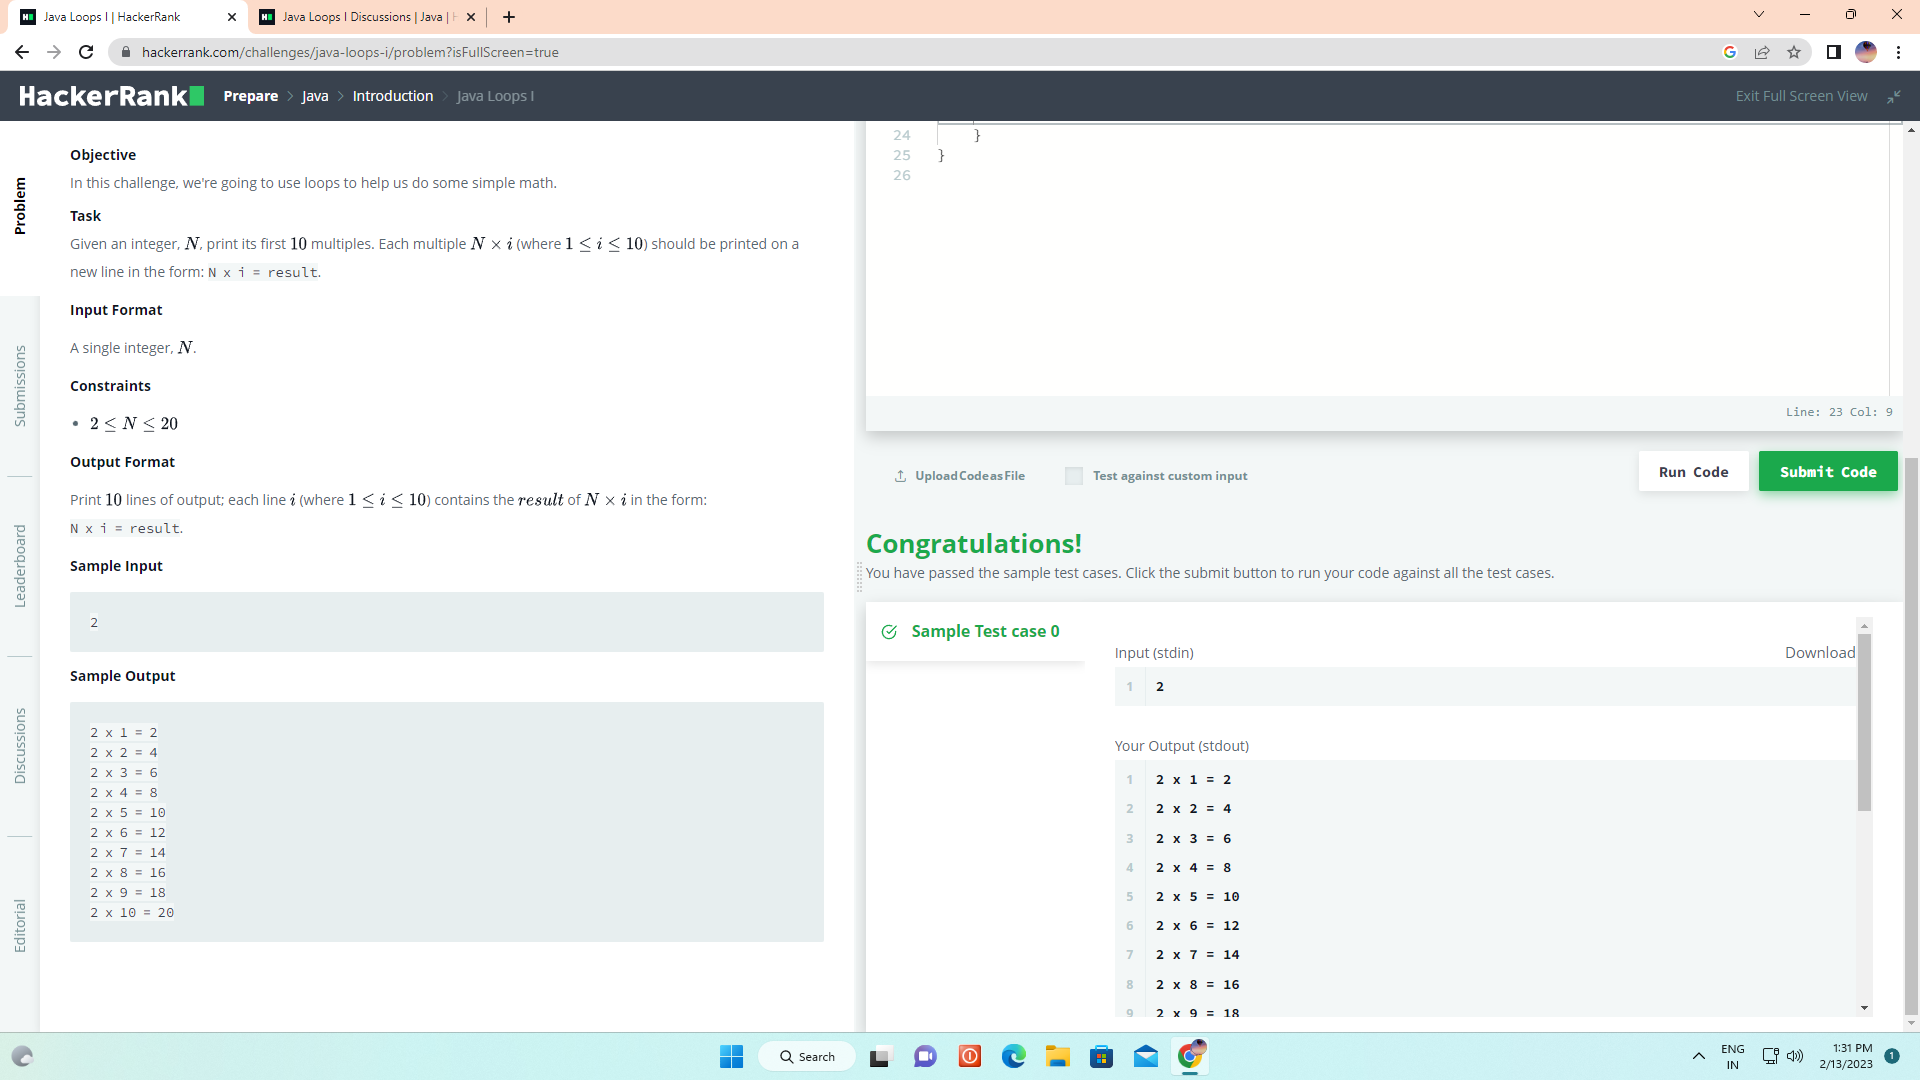 Java Loops I | HackerRank
Java Loops I Discussions | Java | H
hackerrank.com/challenges/java-loops-i/problem?isFullScreen=true
HackerRank
Prepare > Java > Introduction > Java Loops I
Exit Full Screen View
Problem
Submissions
Leaderboard
Discussions
Editorial
Objective
In this challenge, we're going to use loops to help us do some simple math.
Task
Given an integer, N, print its first 10 multiples. Each multiple N × i (where 1 ≤ i ≤ 10) should be printed on a
new line in the form: N x i = result.
Input Format
A single integer, N.
Constraints
• 2 ≤ N ≤ 20
Output Format
Print 10 lines of output; each line i (where 1 ≤ i ≤ 10) contains the result of N × i in the form:
N x i = result.
Sample Input
2
Sample Output
2 x 1 = 2
2 x 2 = 4
2 x 3 = 6
2 x 4 = 8
2 x 5 = 10
2 x 6 = 12
2 x 7 = 14
2 x 8 = 16
2 x 9 = 18
2 x 10 = 20
24 }
25 }
26
Line: 23 Col: 9
Upload Code as File
Test against custom input
Run Code
Submit Code
Congratulations!
You have passed the sample test cases. Click the submit button to run your code against all the test cases.
Sample Test case 0
Input (stdin)
Download
1 2
Your Output (stdout)
1 2 x 1 = 2
2 2 x 2 = 4
3 2 x 3 = 6
4 2 x 4 = 8
5 2 x 5 = 10
6 2 x 6 = 12
7 2 x 7 = 14
8 2 x 8 = 16
9 2 x 9 = 18
Search
ENG
IN
1:31 PM
2/13/2023
1